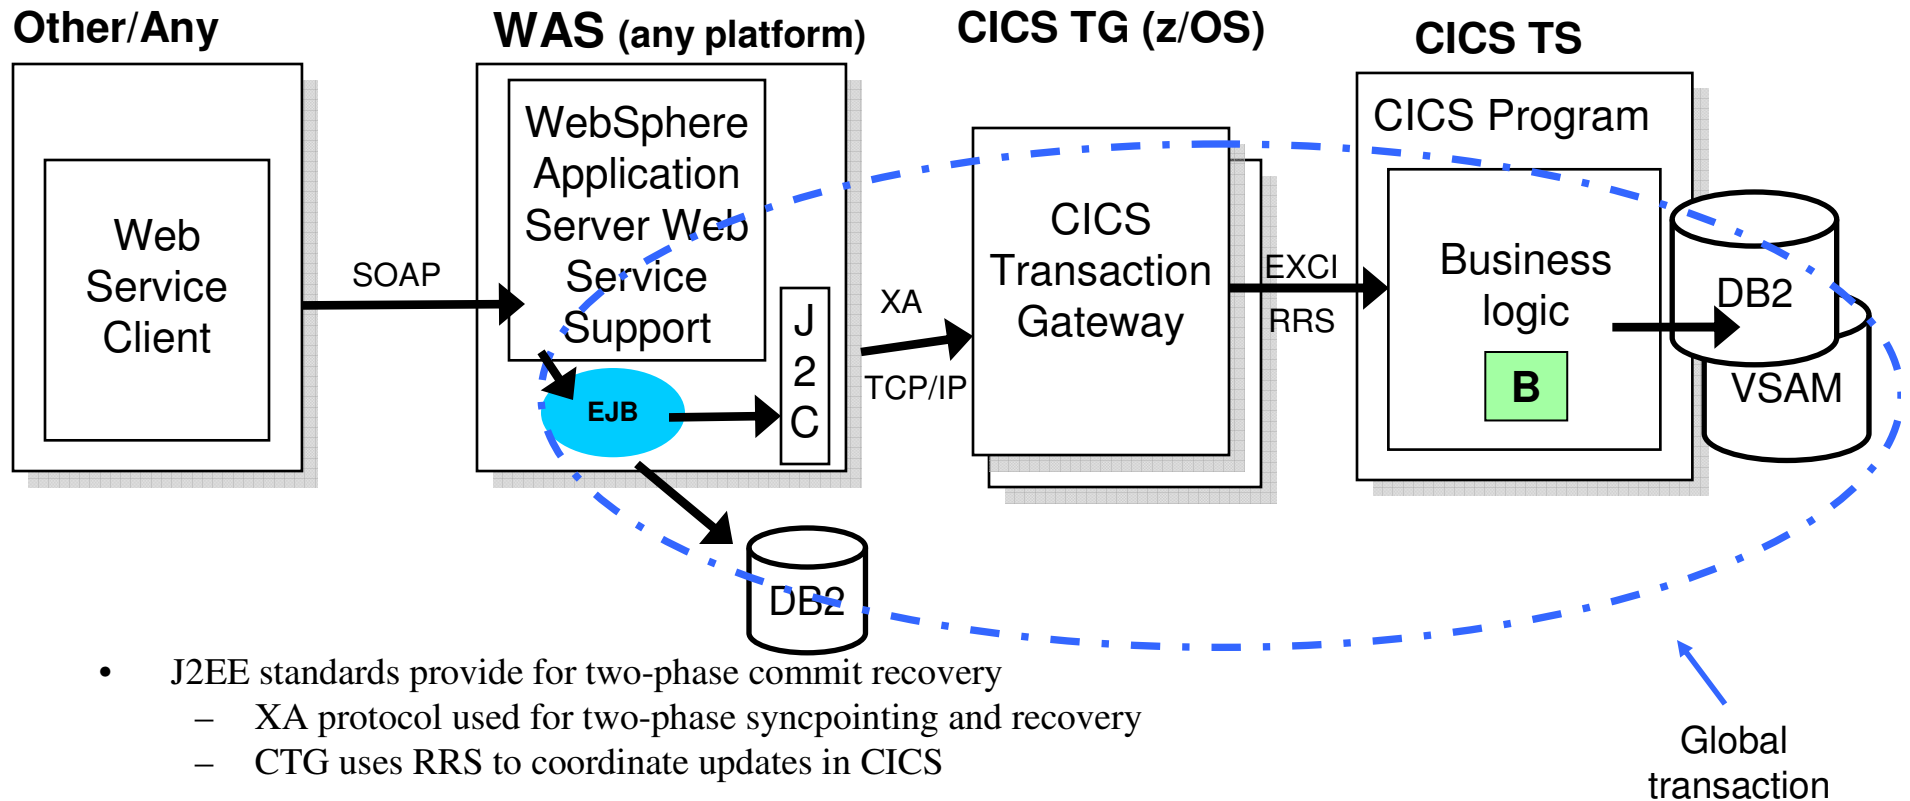 Other/Any
WAS (any platform)
CICS TG (z/OS)
CICS TS
Web
Service
Client
SOAP
WebSphere
Application
Server Web
Service
Support
EJB
J
2
C
DB2
XA
TCP/IP
CICS
Transaction
Gateway
EXCI
RRS
CICS Program
Business
logic
B
DB2
VSAM
• J2EE standards provide for two-phase commit recovery
– XA protocol used for two-phase syncpointing and recovery
– CTG uses RRS to coordinate updates in CICS
Global
transaction